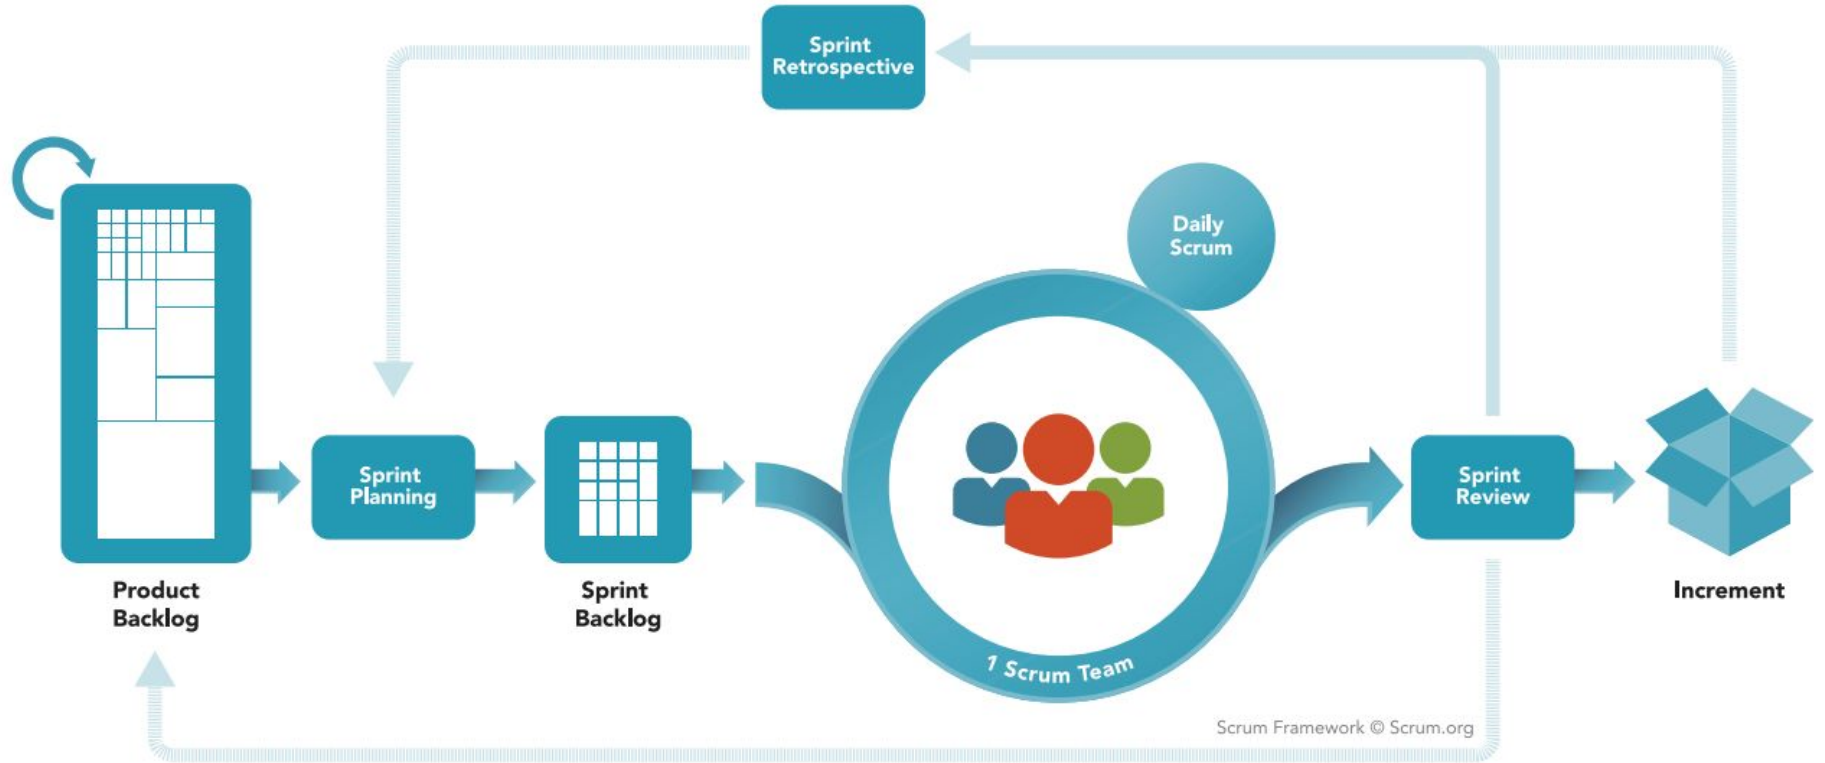 Sprint
Retrospective
Daily
Scrum
Sprint
Planning
Sprint
Review
Product
Backlog
Sprint
Backlog
Increment
1 Scrum Team
Scrum Framework © Scrum.org